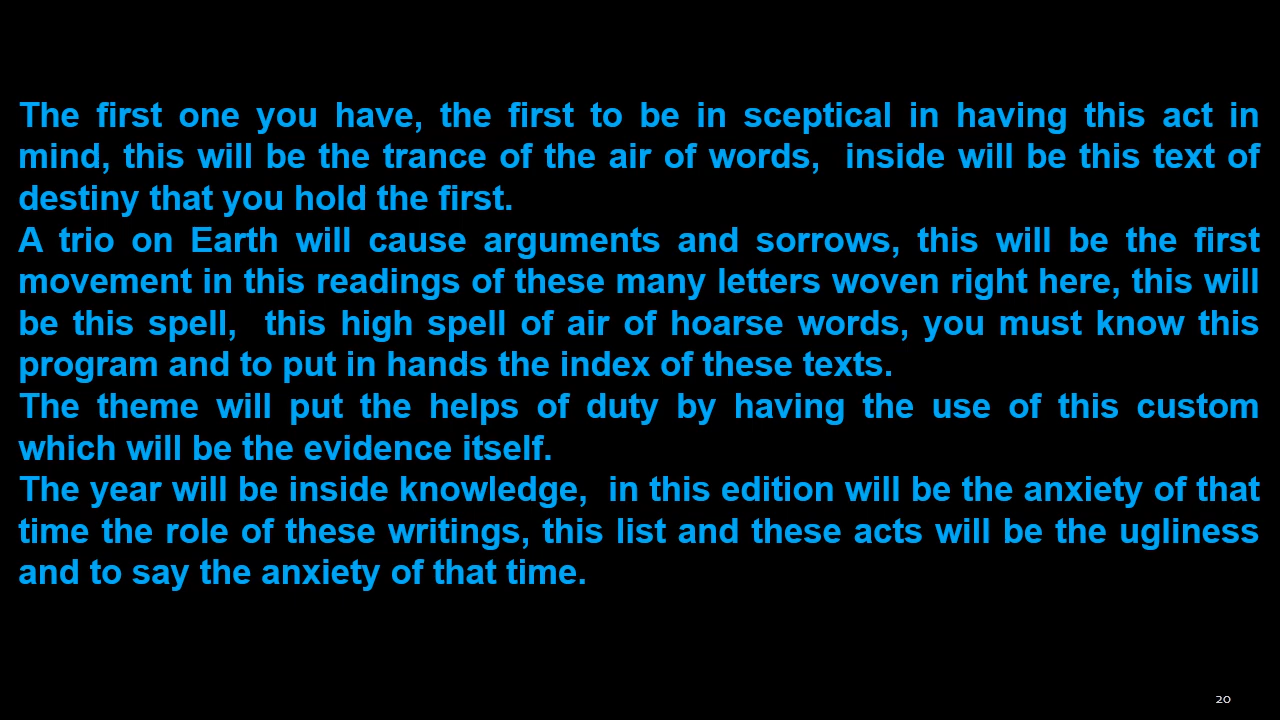 The first one you have, the first to be in sceptical in having this act in
mind, this will be the trance of the air of words,  inside will be this text of
destiny that you hold the first.
A trio on Earth will cause arguments and sorrows, this will be the first
movement in this readings of these many letters woven right here, this will
be this spell,  this high spell of air of hoarse words, you must know this
program and to put in hands the index of these texts.
The theme will put the helps of duty by having the use of this custom
which will be the evidence itself.
The year will be inside knowledge,  in this edition will be the anxiety of that
time the role of these writings, this list and these acts will be the ugliness
and to say the anxiety of that time.
20